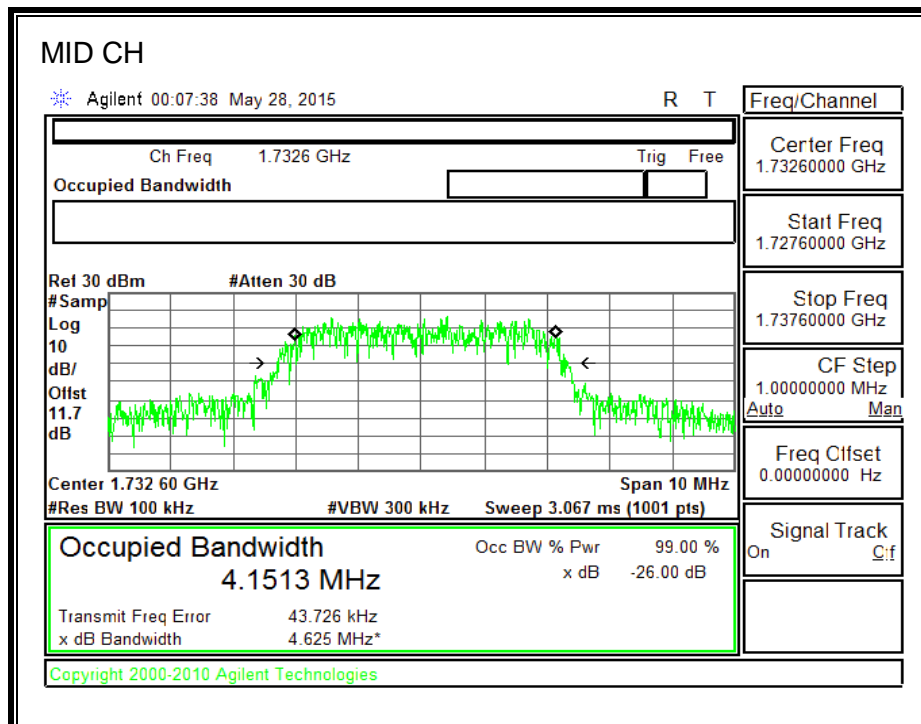 MID CH
Agilent 00:07:38 May 28, 2015 R T
Freq/Channel
Ch Freq 1.7326 GHz Trig Free
Occupied Bandwidth
Center Freq
1.73260000 GHz
Start Freq
1.72760000 GHz
Stop Freq
1.73760000 GHz
CF Step
1.00000000 MHz
Auto Man
Freq Offset
0.00000000 Hz
Signal Track
On Off
Ref 30 dBm #Atten 30 dB
#Samp
Log
10
dB/
Offst
11.7
dB
Center 1.732 60 GHz Span 10 MHz
#Res BW 100 kHz #VBW 300 kHz Sweep 3.067 ms (1001 pts)
Occupied Bandwidth Occ BW % Pwr 99.00 %
4.1513 MHz x dB -26.00 dB
Transmit Freq Error 43.726 kHz
x dB Bandwidth 4.625 MHz*
Copyright 2000-2010 Agilent Technologies